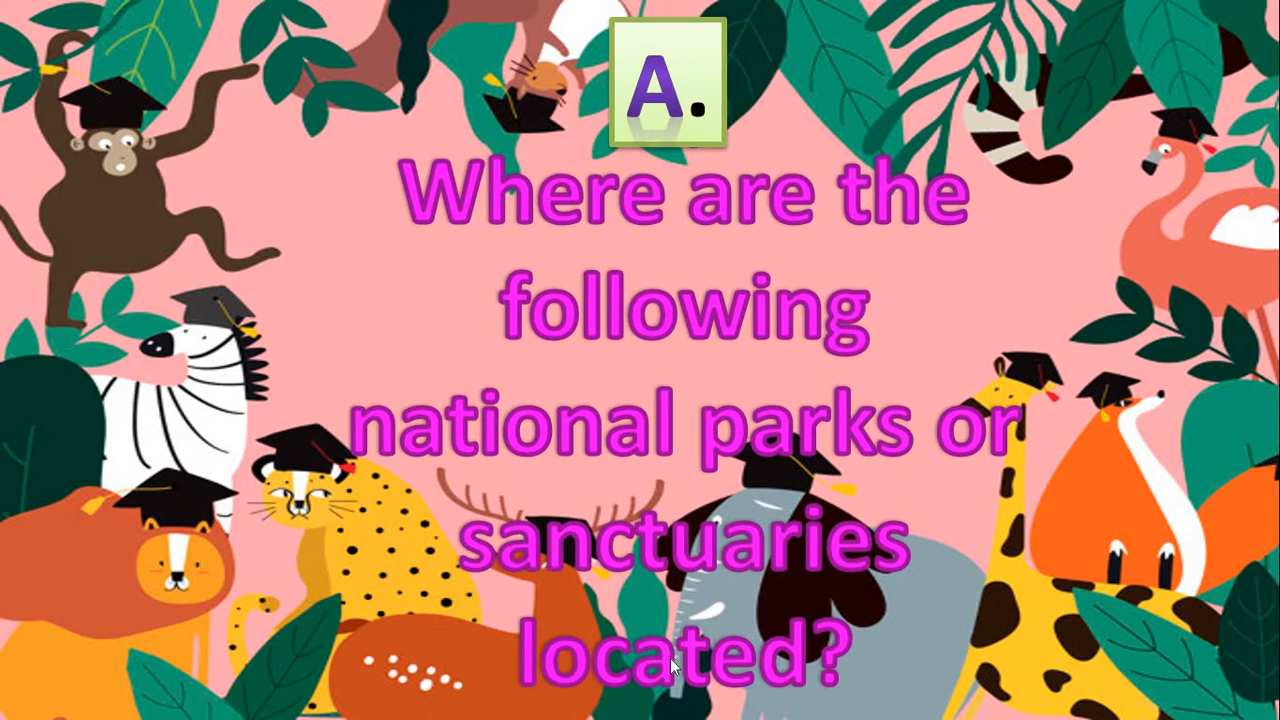 A.
Where are the
following
national parks or
sanctuaries
located?